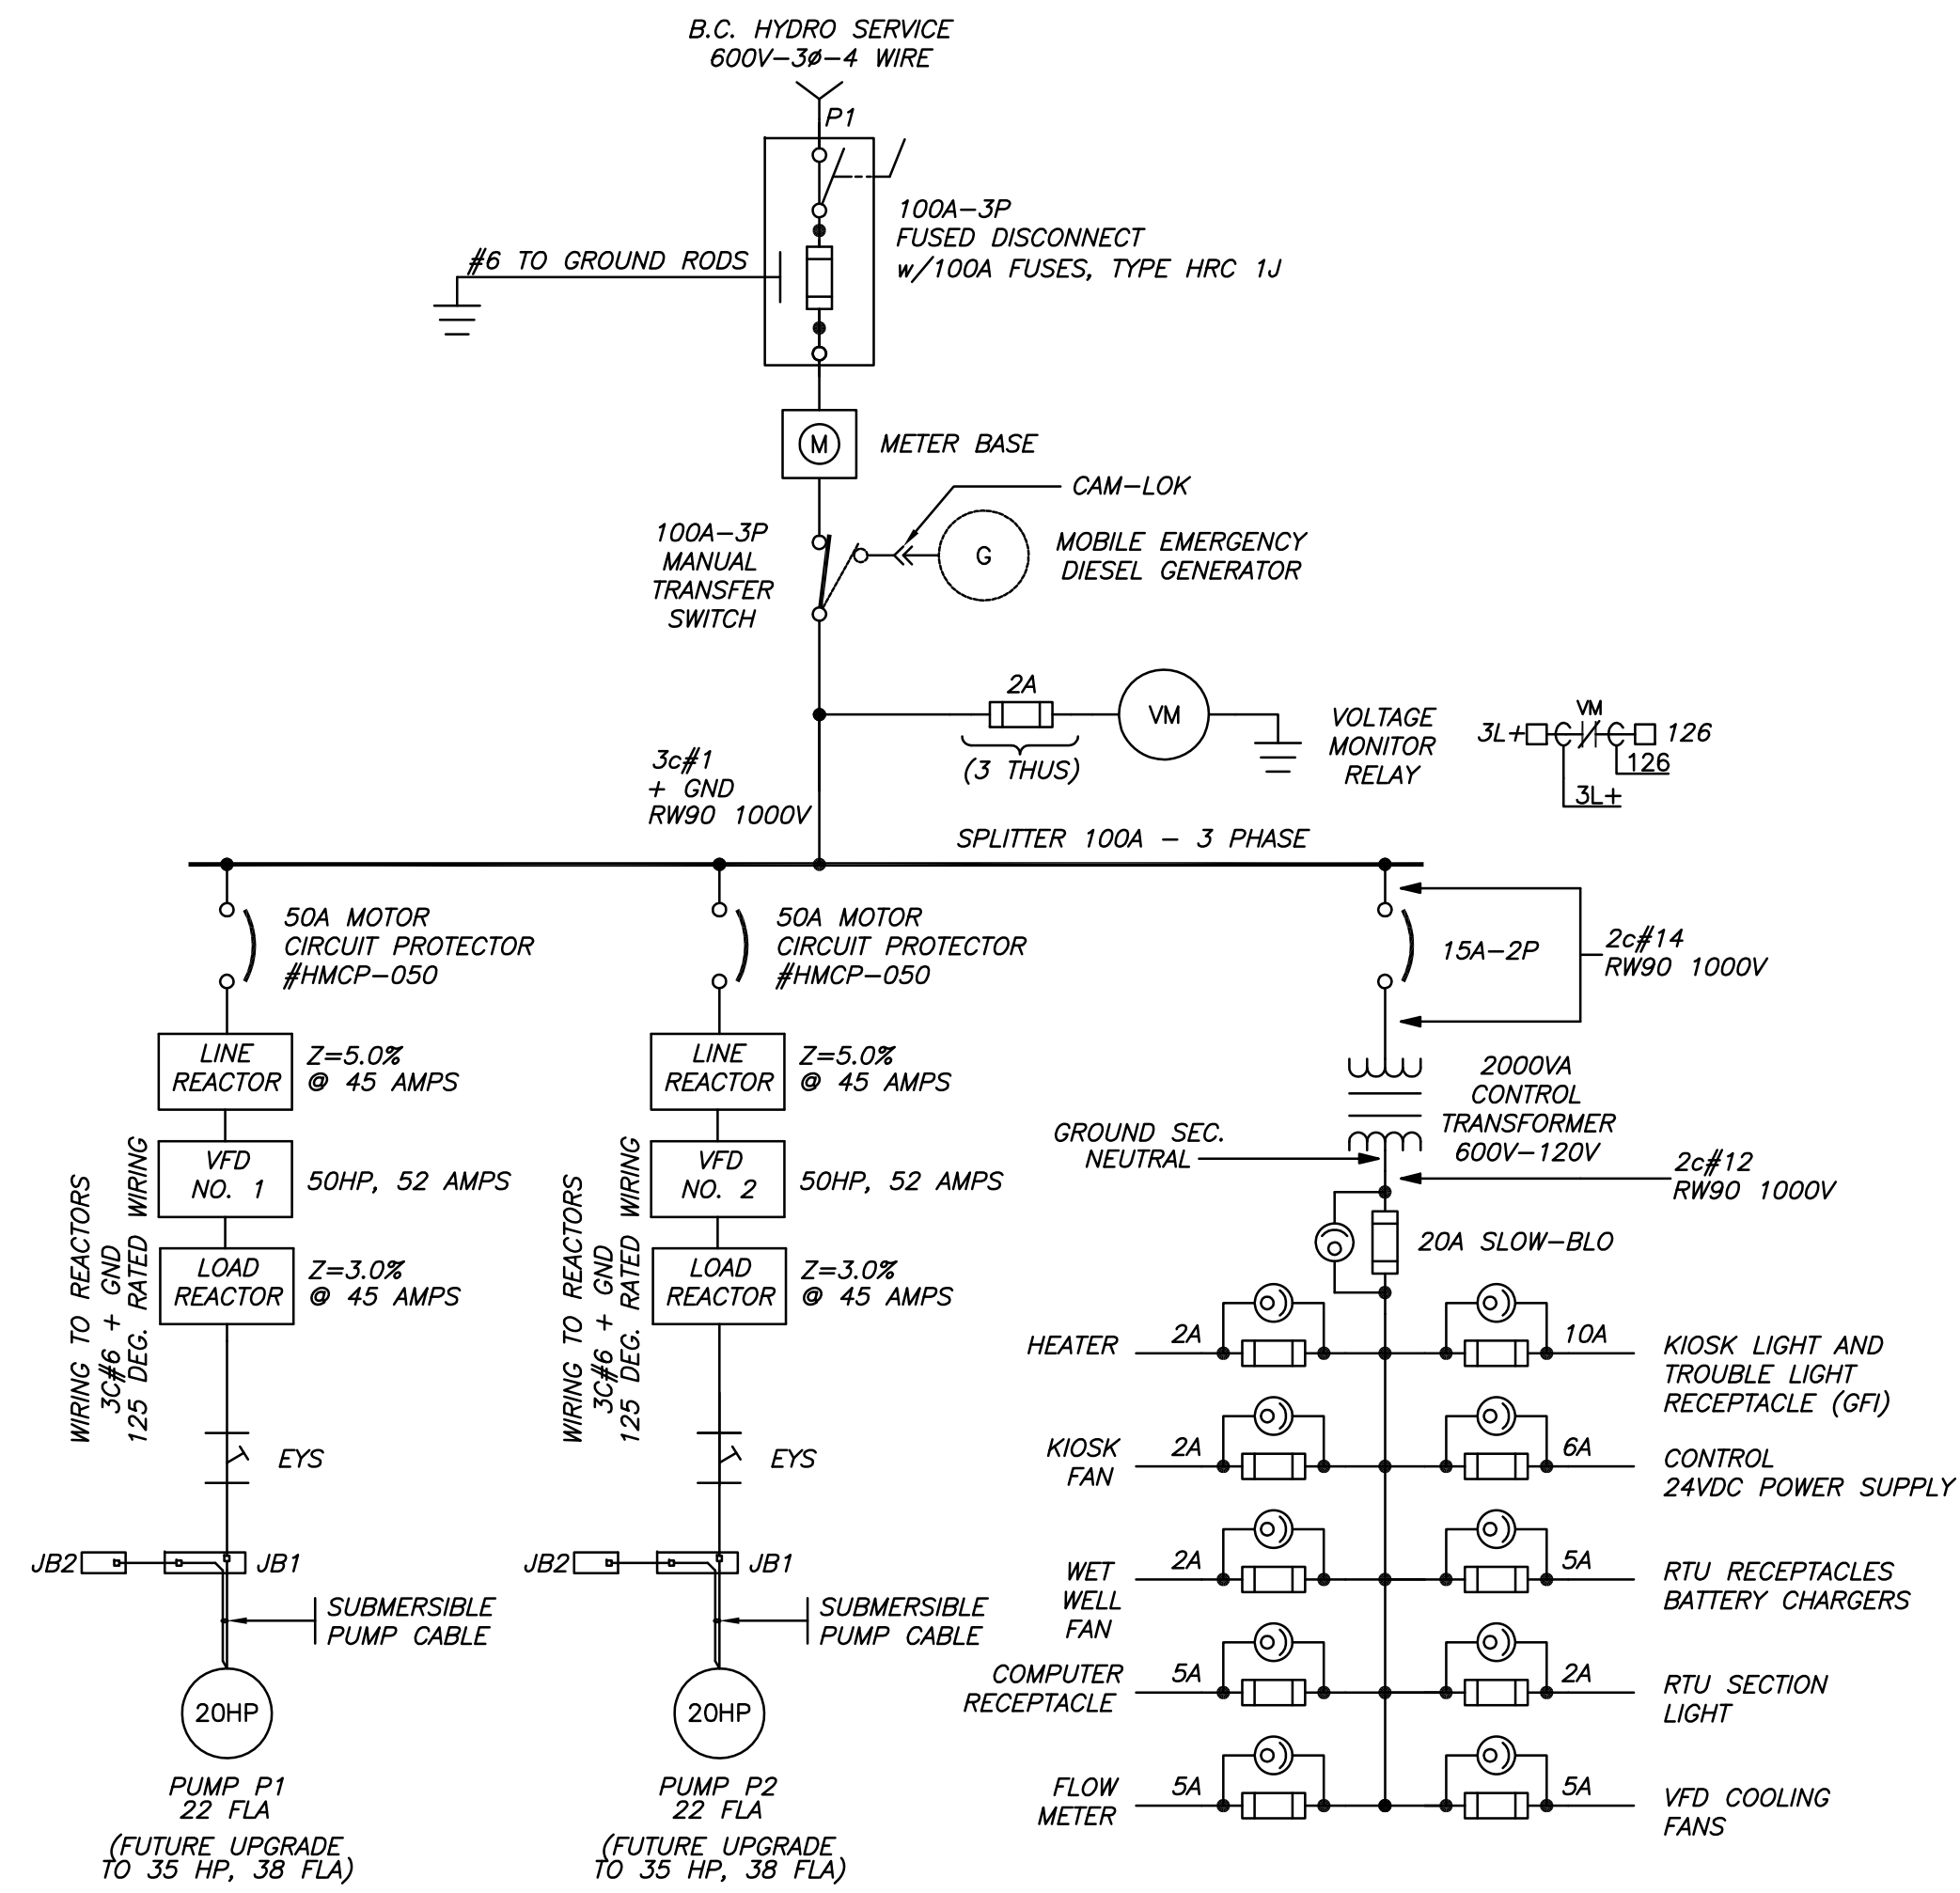 B.C. HYDRO SERVICE
600V-3ø-4 WIRE
P1
100A-3P
FUSED DISCONNECT
w/100A FUSES, TYPE HRC 1J
#6 TO GROUND RODS
M
METER BASE
CAM-LOK
100A-3P
MANUAL
TRANSFER
SWITCH
G
MOBILE EMERGENCY
DIESEL GENERATOR
2A
VM
(3 THUS)
VOLTAGE
MONITOR
RELAY
VM
3L+
126
126
3L+
3c#1
+ GND
RW90 1000V
SPLITTER 100A - 3 PHASE
50A MOTOR
CIRCUIT PROTECTOR
#HMCP-050
LINE
REACTOR
Z=5.0%
@ 45 AMPS
VFD
NO. 1
50HP, 52 AMPS
LOAD
REACTOR
Z=3.0%
@ 45 AMPS
WIRING TO REACTORS
3C#6 + GND
125 DEG. RATED WIRING
EYS
JB2
JB1
SUBMERSIBLE
PUMP CABLE
20HP
PUMP P1
22 FLA
(FUTURE UPGRADE
TO 35 HP, 38 FLA)
50A MOTOR
CIRCUIT PROTECTOR
#HMCP-050
LINE
REACTOR
Z=5.0%
@ 45 AMPS
VFD
NO. 2
50HP, 52 AMPS
LOAD
REACTOR
Z=3.0%
@ 45 AMPS
WIRING TO REACTORS
3C#6 + GND
125 DEG. RATED WIRING
EYS
JB2
JB1
SUBMERSIBLE
PUMP CABLE
20HP
PUMP P2
22 FLA
(FUTURE UPGRADE
TO 35 HP, 38 FLA)
15A-2P
2c#14
RW90 1000V
2000VA
CONTROL
TRANSFORMER
600V-120V
GROUND SEC.
NEUTRAL
2c#12
RW90 1000V
20A SLOW-BLO
HEATER
2A
10A
KIOSK LIGHT AND
TROUBLE LIGHT
RECEPTACLE (GFI)
KIOSK
FAN
2A
6A
CONTROL
24VDC POWER SUPPLY
WET
WELL
FAN
2A
5A
RTU RECEPTACLES
BATTERY CHARGERS
COMPUTER
RECEPTACLE
5A
2A
RTU SECTION
LIGHT
FLOW
METER
5A
5A
VFD COOLING
FANS